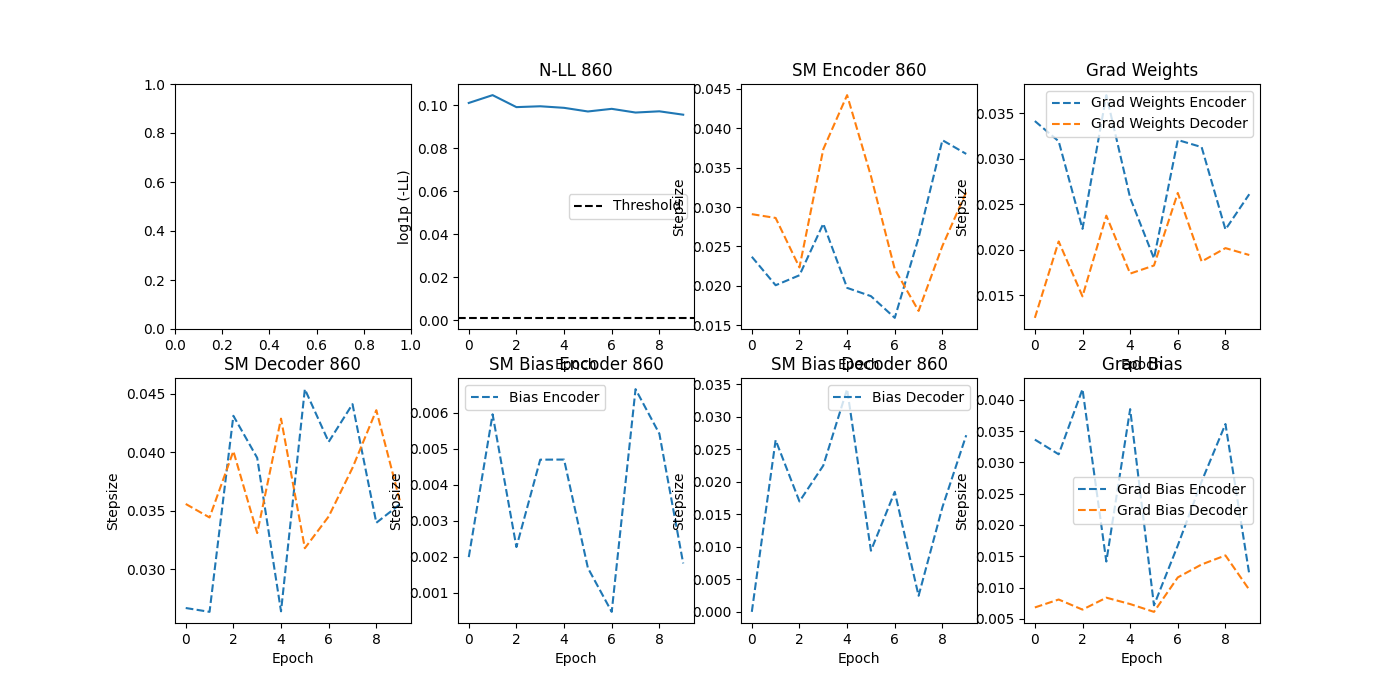 N-LL 860
SM Encoder 860
Grad Weights
1.0
0.8
0.6
0.4
0.2
0.0
0.0 0.2 0.4 0.6 0.8 1.0
log1p (-LL)
0.10
0.08
0.06
0.04
0.02
0.00
Threshold
0 2 4 6 8
Epoch
Stepsize
0.045
0.040
0.035
0.030
0.025
0.020
0.015
0 2 4 6 8
Epoch
Stepsize
0.035
0.030
0.025
0.020
0.015
Grad Weights Encoder
Grad Weights Decoder
0 2 4 6 8
Epoch
SM Decoder 860
SM Bias Encoder 860
SM Bias Decoder 860
Grad Bias
Stepsize
0.045
0.040
0.035
0.030
0 2 4 6 8
Epoch
Stepsize
0.006
0.005
0.004
0.003
0.002
0.001
Bias Encoder
0 2 4 6 8
Epoch
Stepsize
0.035
0.030
0.025
0.020
0.015
0.010
0.005
0.000
Bias Decoder
0 2 4 6 8
Epoch
Stepsize
0.040
0.035
0.030
0.025
0.020
0.015
0.010
0.005
Grad Bias Encoder
Grad Bias Decoder
0 2 4 6 8
Epoch